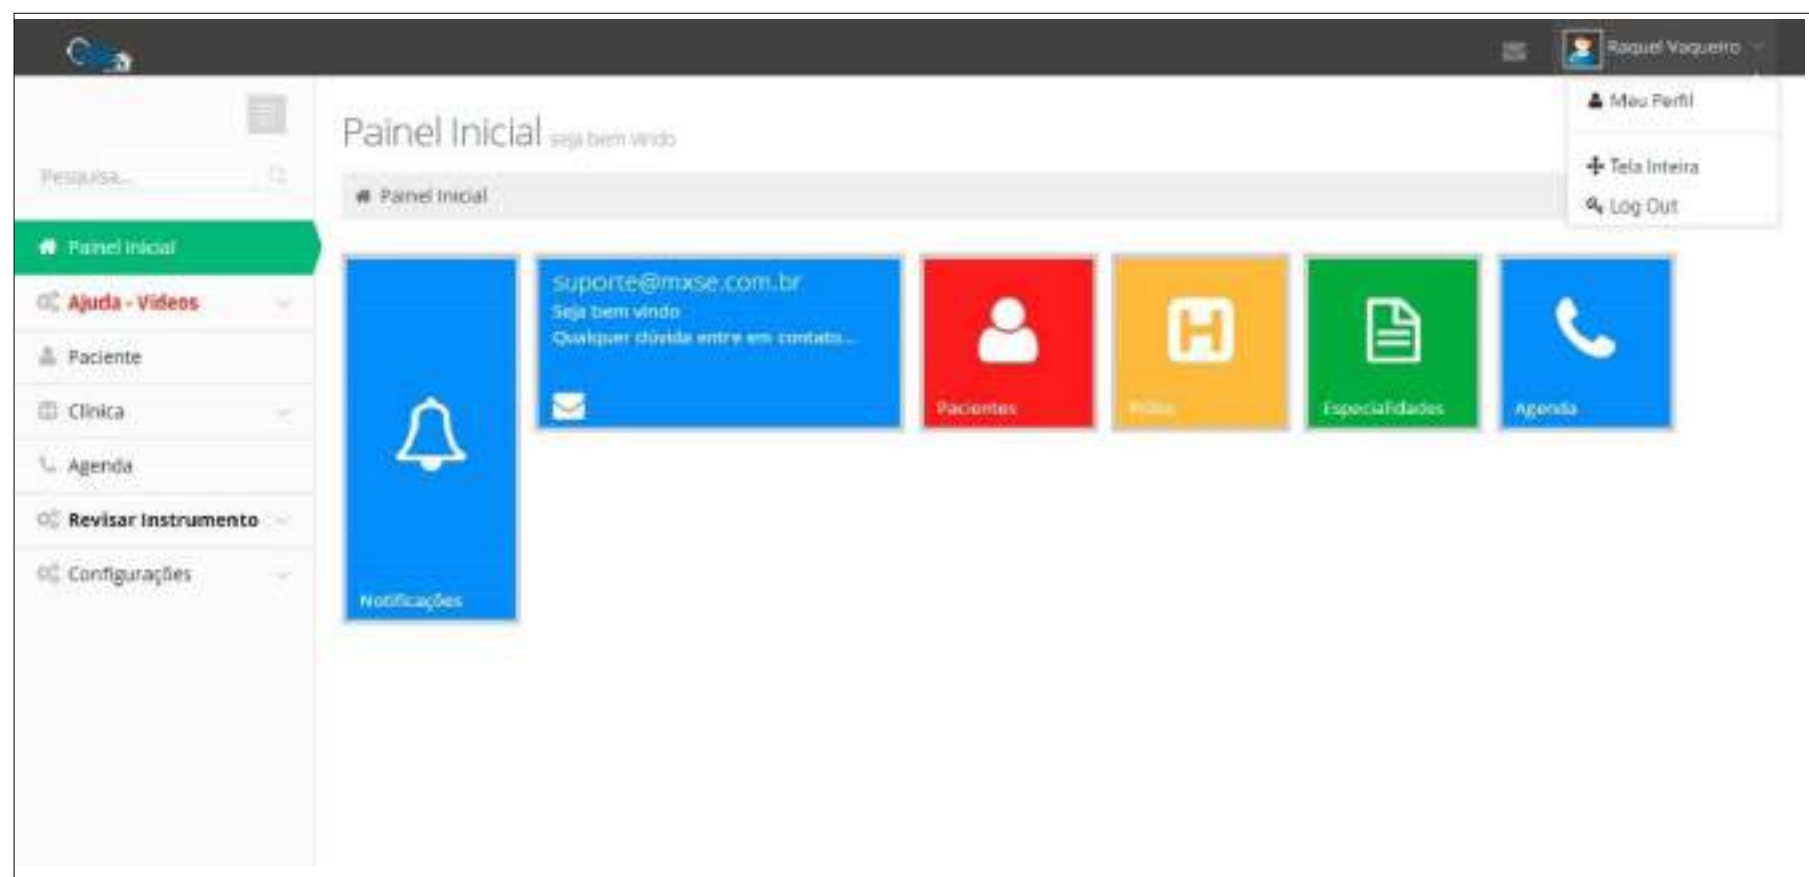 Raquel Vaqueiro
Meu Perfil
Tela Inteira
Log Out
Painel Inicial seja bem vindo
Pesquisa...
Painel Inicial
Painel Inicial
Ajuda - Vídeos
Paciente
Clínica
Agenda
Revisar Instrumento
Configurações
Notificações
suporte@mxse.com.br
Seja bem vindo
Qualquer dúvida entre em contato...
Pacientes
H
Especialidades
Agenda